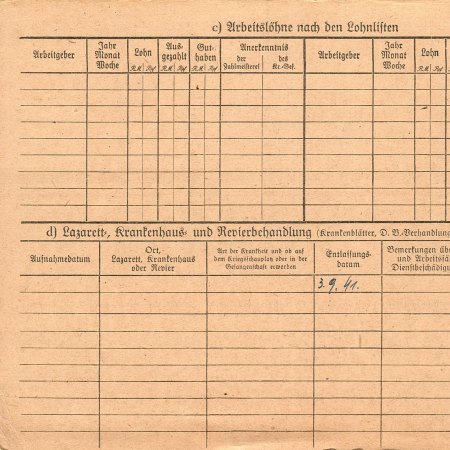 c) Arbeitslöhne nach den Lohnlisten
Arbeitgeber
Jahr
Monat
Woche
Lohn
RM Rpf
Aus-
gezahlt
RM Rpf
Gut-
haben
RM Rpf
Anerkenntnis
der
Zahlmeisterei
des
Kr.-Gef.
Arbeitgeber
Jahr
Monat
Woche
Lohn
RM Rpf
d) Lazarett-, Krankenhaus- und Revierbehandlung (Krankenblätter, D. B.-Verhandlung
Aufnahmedatum
Ort,
Lazarett, Krankenhaus
oder Revier
Art der Krankheit und ob auf
dem Kriegsschauplatz oder in der
Gefangenschaft erworben
Entlassungs-
datum
Bemerkungen übe
und Arbeitsfä
Dienstbeschädigu
3.9.41.